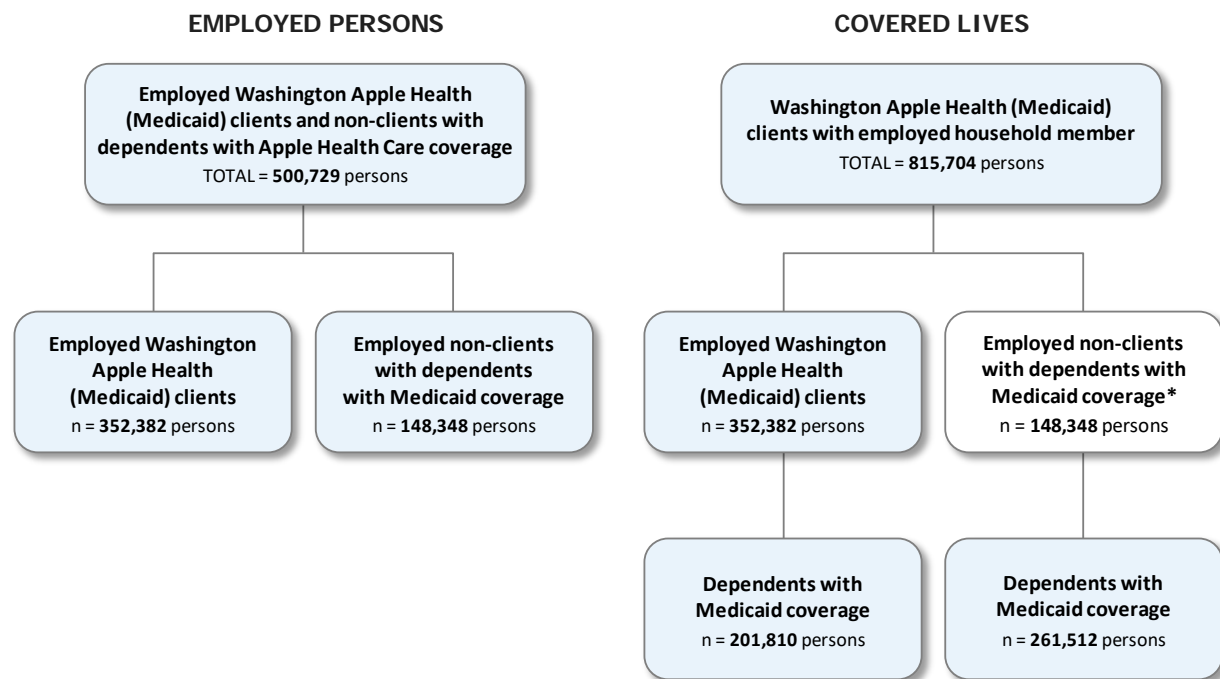 EMPLOYED PERSONS
Employed Washington Apple Health
(Medicaid) clients and non-clients with
dependents with Apple Health Care coverage
TOTAL = 500,729 persons
Employed Washington
Apple Health
(Medicaid) clients
n = 352,382 persons
Employed non-clients
with dependents
with Medicaid coverage
n = 148,348 persons
COVERED LIVES
Washington Apple Health (Medicaid)
clients with employed household member
TOTAL = 815,704 persons
Employed Washington
Apple Health
(Medicaid) clients
n = 352,382 persons
Employed non-clients
with dependents with
Medicaid coverage*
n = 148,348 persons
Dependents with
Medicaid coverage
n = 201,810 persons
Dependents with
Medicaid coverage
n = 261,512 persons